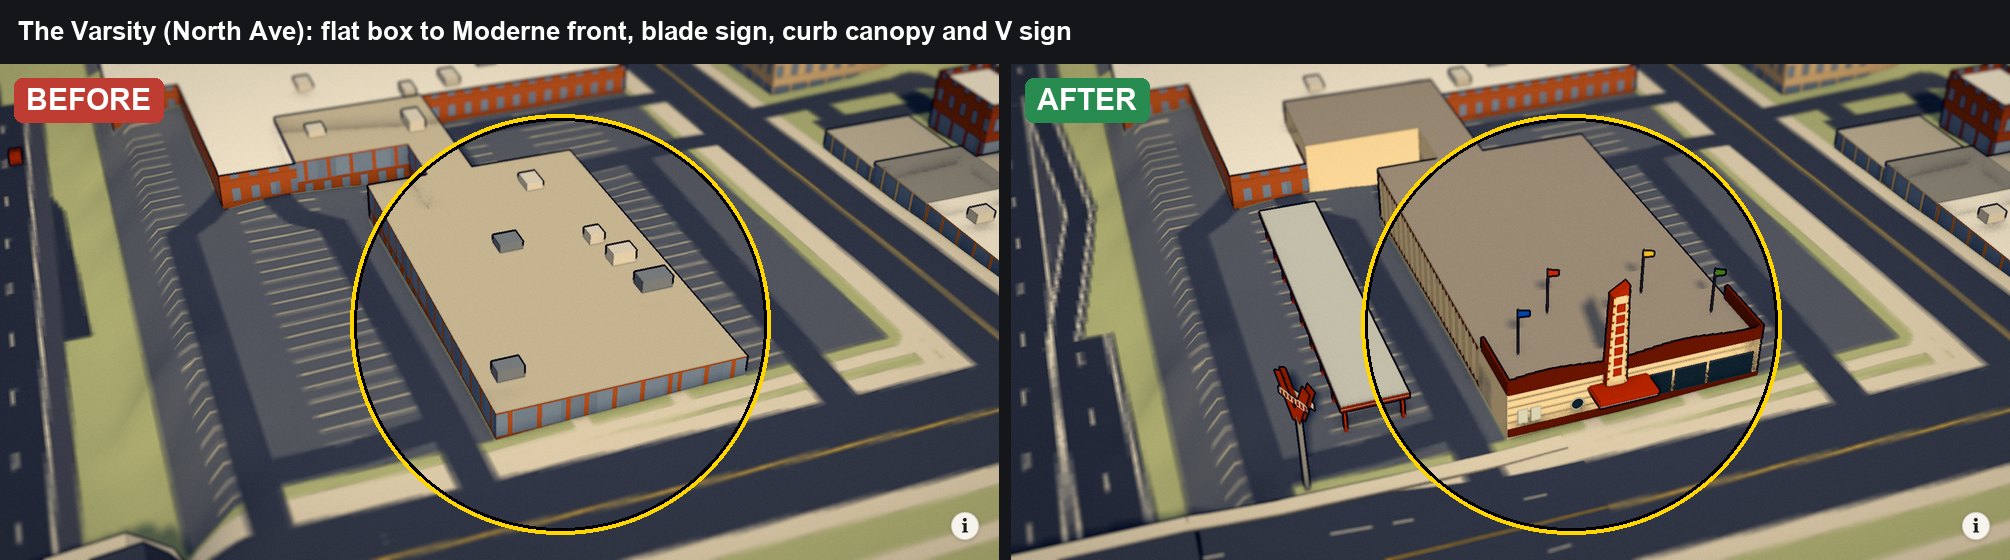 The Varsity (North Ave): flat box to Moderne front, blade sign, curb canopy and V sign
BEFORE
AFTER
i
i